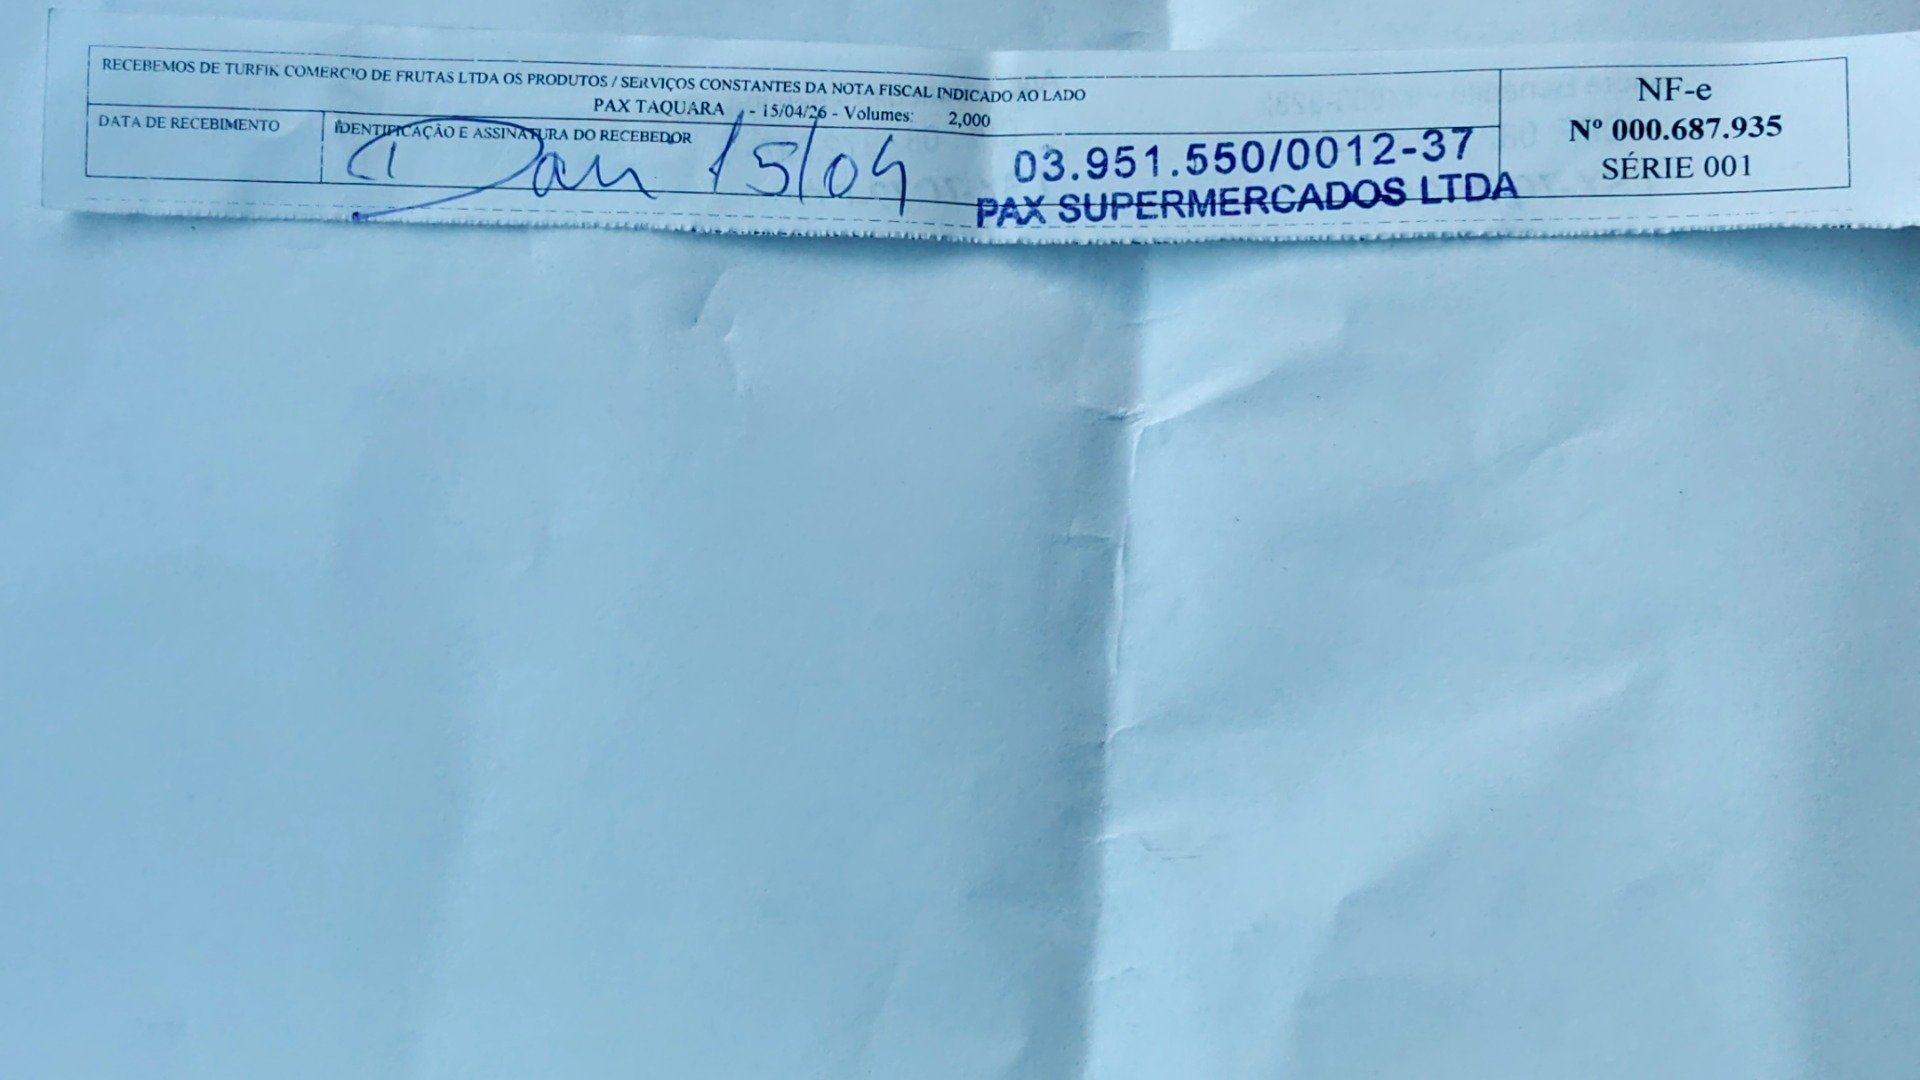 RECEBEMOS DE TURFIK COMERCIO DE FRUTAS LTDA OS PRODUTOS / SERVIÇOS CONSTANTES DA NOTA FISCAL INDICADO AO LADO
PAX TAQUARA - 15/04/26 - Volumes: 2,000
DATA DE RECEBIMENTO
IDENTIFICAÇÃO E ASSINATURA DO RECEBEDOR
15/04
03.951.550/0012-37
PAX SUPERMERCADOS LTDA
NF-e
Nº 000.687.935
SÉRIE 001